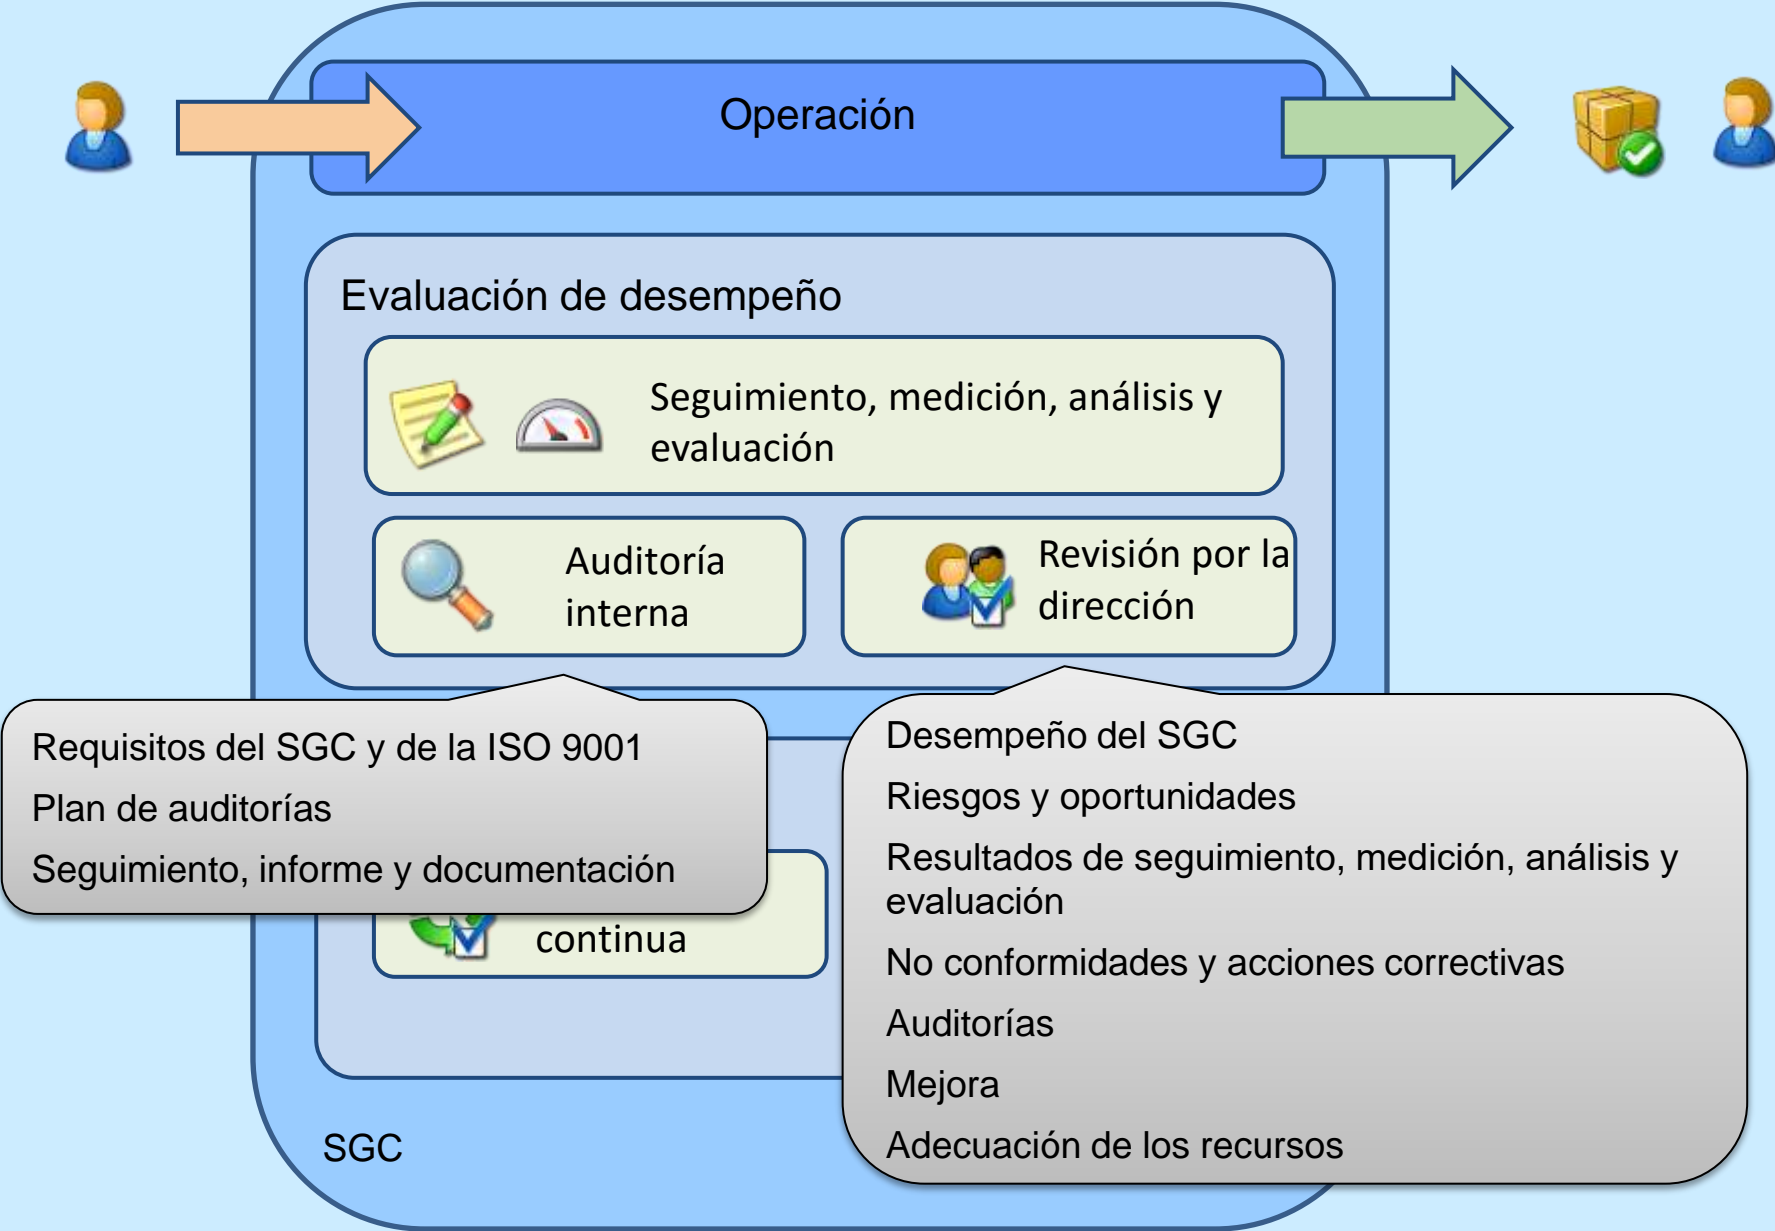 Operación
Evaluación de desempeño
Seguimiento, medición, análisis y
evaluación
Auditoría
interna
Revisión por la
dirección
Requisitos del SGC y de la ISO 9001
Plan de auditorías
Seguimiento, informe y documentación
Desempeño del SGC
Riesgos y oportunidades
Resultados de seguimiento, medición, análisis y
evaluación
No conformidades y acciones correctivas
Auditorías
Mejora
Adecuación de los recursos
continua
SGC